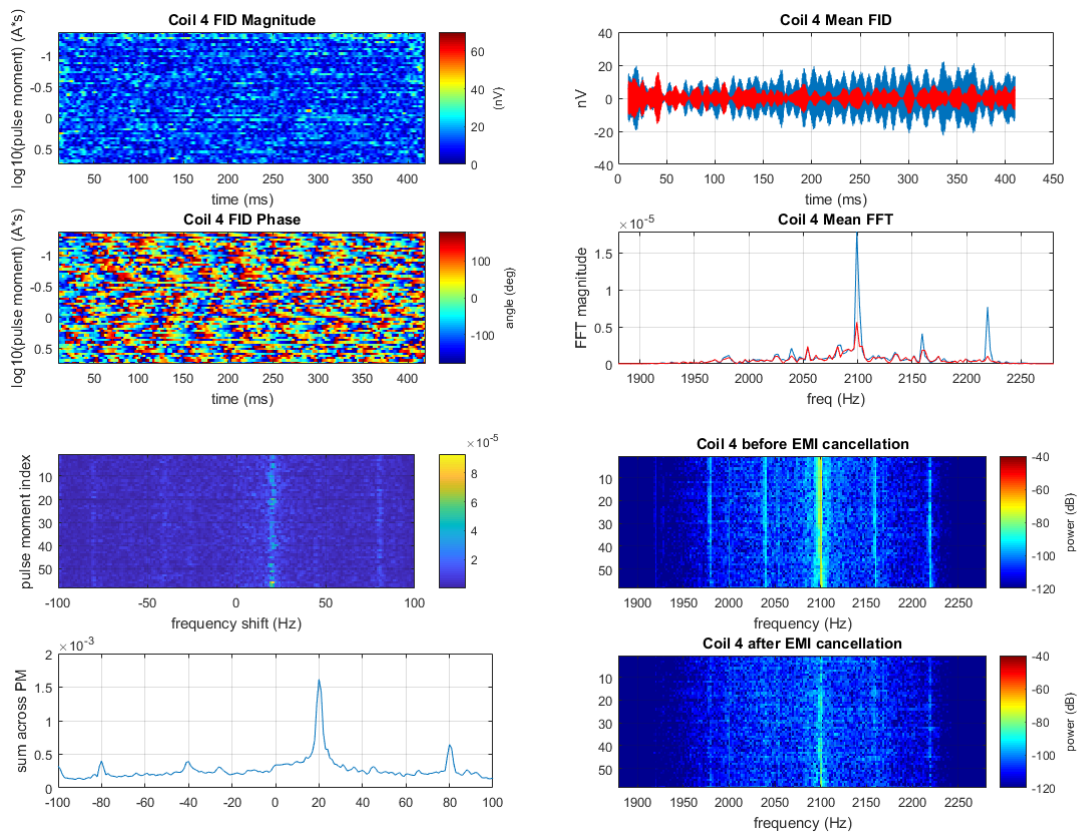 Coil 4 FID Magnitude
log10(pulse moment) (A*s)
-1
-0.5
0
0.5
50 100 150 200 250 300 350 400
time (ms)
60
40
20
0
(nV)
Coil 4 Mean FID
nV
40
20
0
-20
-40
0 50 100 150 200 250 300 350 400 450
time (ms)
Coil 4 FID Phase
log10(pulse moment) (A*s)
-1
-0.5
0
0.5
50 100 150 200 250 300 350 400
time (ms)
100
0
-100
angle (deg)
Coil 4 Mean FFT
×10-5
FFT magnitude
1.5
1
0.5
0
1900 1950 2000 2050 2100 2150 2200 2250
freq (Hz)
pulse moment index
10
20
30
40
50
-100 -50 0 50 100
frequency shift (Hz)
×10-5
8
6
4
2
Coil 4 before EMI cancellation
10
20
30
40
50
1900 1950 2000 2050 2100 2150 2200 2250
frequency (Hz)
-40
-60
-80
-100
-120
power (dB)
×10-3
sum across PM
2
1.5
1
0.5
0
-100 -80 -60 -40 -20 0 20 40 60 80 100
Coil 4 after EMI cancellation
10
20
30
40
50
1900 1950 2000 2050 2100 2150 2200 2250
frequency (Hz)
-40
-60
-80
-100
-120
power (dB)